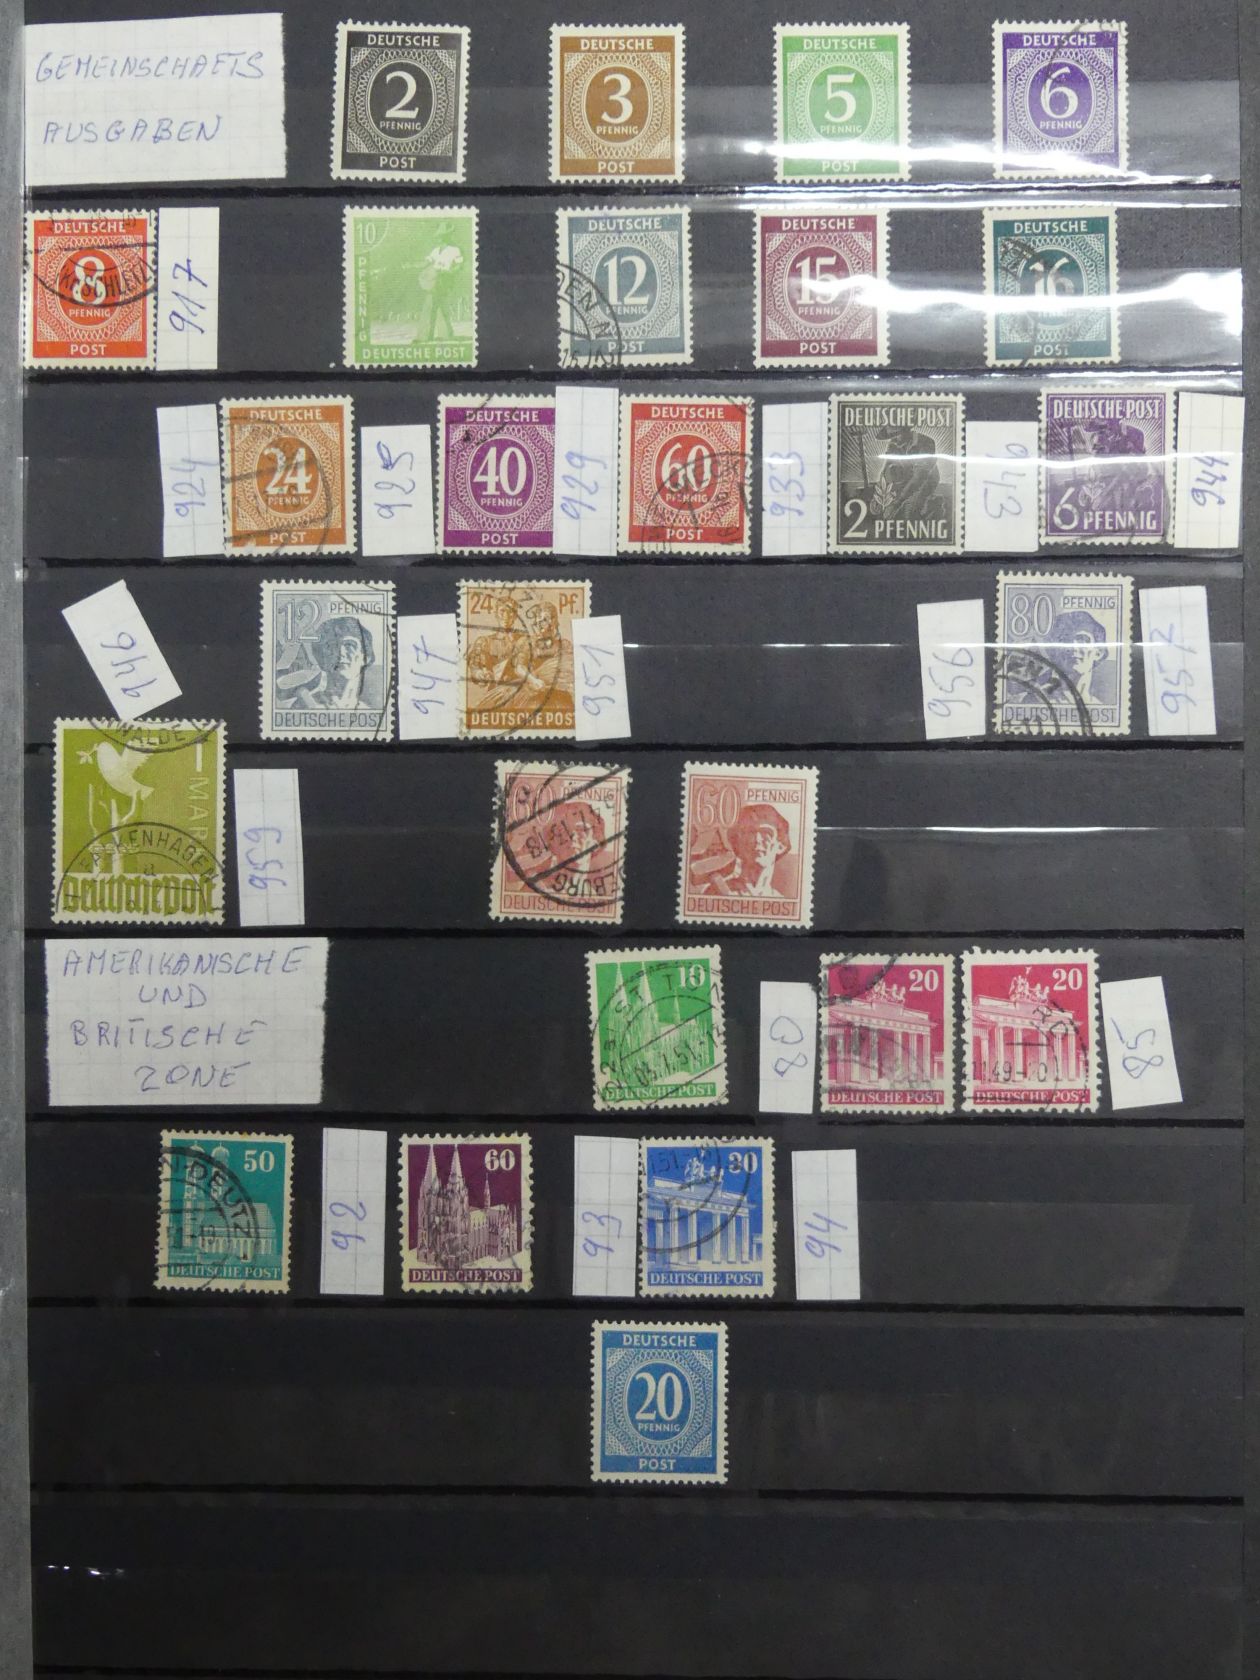 GEMEINSCHAFTS
AUSGABEN
DEUTSCHE
2
PFENNIG
POST
DEUTSCHE
3
PFENNIG
POST
DEUTSCHE
5
PFENNIG
POST
DEUTSCHE
6
PFENNIG
POST
DEUTSCHE
8
PFENNIG
POST
917
10
PFENNIG
DEUTSCHE POST
DEUTSCHE
12
PFENNIG
POST
DEUTSCHE
15
PFENNIG
POST
DEUTSCHE
16
PFENNIG
POST
924
DEUTSCHE
24
PFENNIG
POST
925
DEUTSCHE
40
PFENNIG
POST
929
DEUTSCHE
60
PFENNIG
POST
933
DEUTSCHE POST
2 PFENNIG
943
DEUTSCHE POST
6 PFENNIG
944
946
12 PFENNIG
DEUTSCHE POST
947
24 Pf.
DEUTSCHE POST
951
956
80 PFENNIG
DEUTSCHE POST
957
WALDE
1 MARK
FALKENHAGEN
Deutsche Post
959
60 PFENNIG
DEUTSCHE POST
60 PFENNIG
DEUTSCHE POST
AMERIKANISCHE
UND
BRITISCHE
ZONE
10
DEUTSCHE POST
80
20
DEUTSCHE POST
20
DEUTSCHE POST
85
50
DEUTZ
DEUTSCHE POST
92
60
DEUTSCHE POST
93
80
DEUTSCHE POST
94
DEUTSCHE
20
PFENNIG
POST